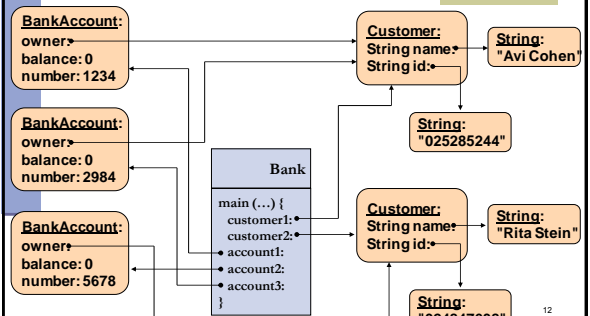 BankAccount:
owner:
balance: 0
number: 1234
Customer:
String name:
String id:
String:
"Avi Cohen"
String:
"025285244"
BankAccount:
owner:
balance: 0
number: 2984
Bank
main (…) {
customer1:
customer2:
account1:
account2:
account3:
}
BankAccount:
owner:
balance: 0
number: 5678
Customer:
String name:
String id:
String:
"Rita Stein"
String:
12